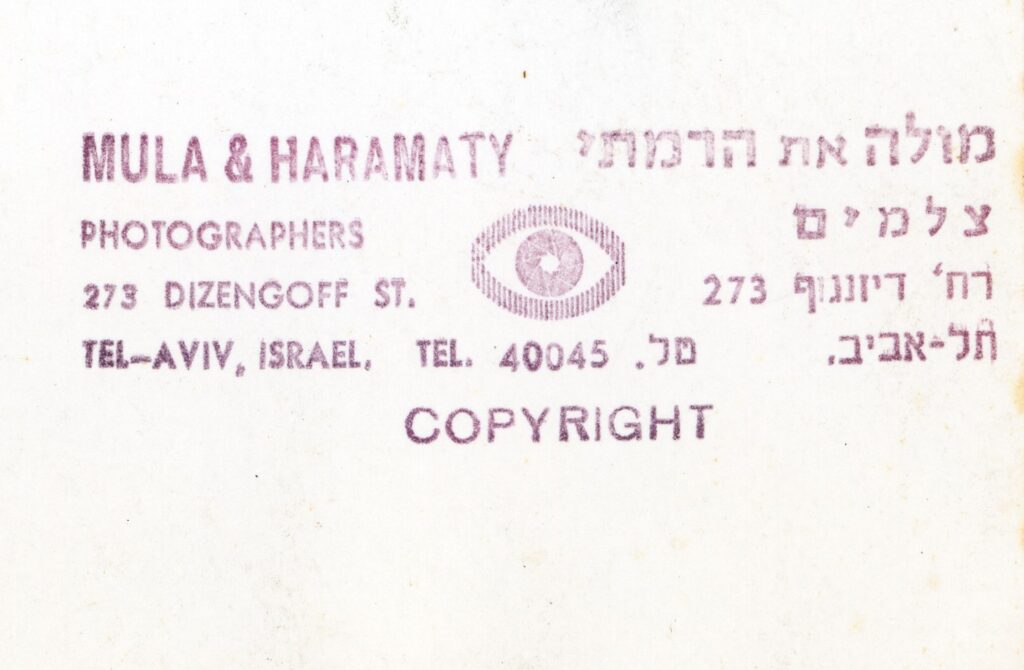 MULA & HARAMATY מולה את הרמתי
PHOTOGRAPHERS צלמים
273 DIZENGOFF ST. רח' דיזנגוף 273
TEL-AVIV, ISRAEL. TEL. 40045 טל. תל-אביב.
COPYRIGHT